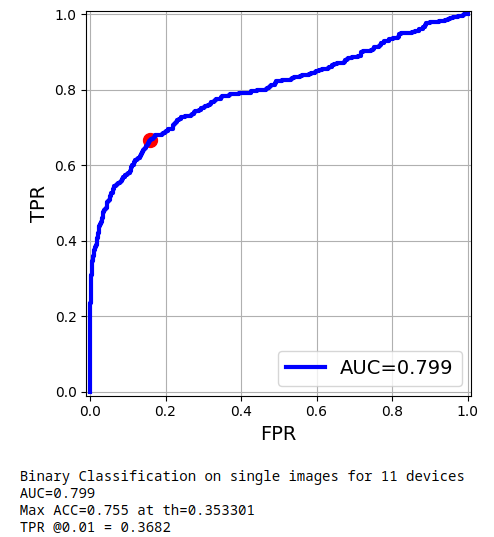 1.0
0.8
0.6
0.4
0.2
0.0
TPR
AUC=0.799
0.0 0.2 0.4 0.6 0.8 1.0
FPR
Binary Classification on single images for 11 devices
AUC=0.799
Max ACC=0.755 at th=0.353301
TPR @0.01 = 0.3682